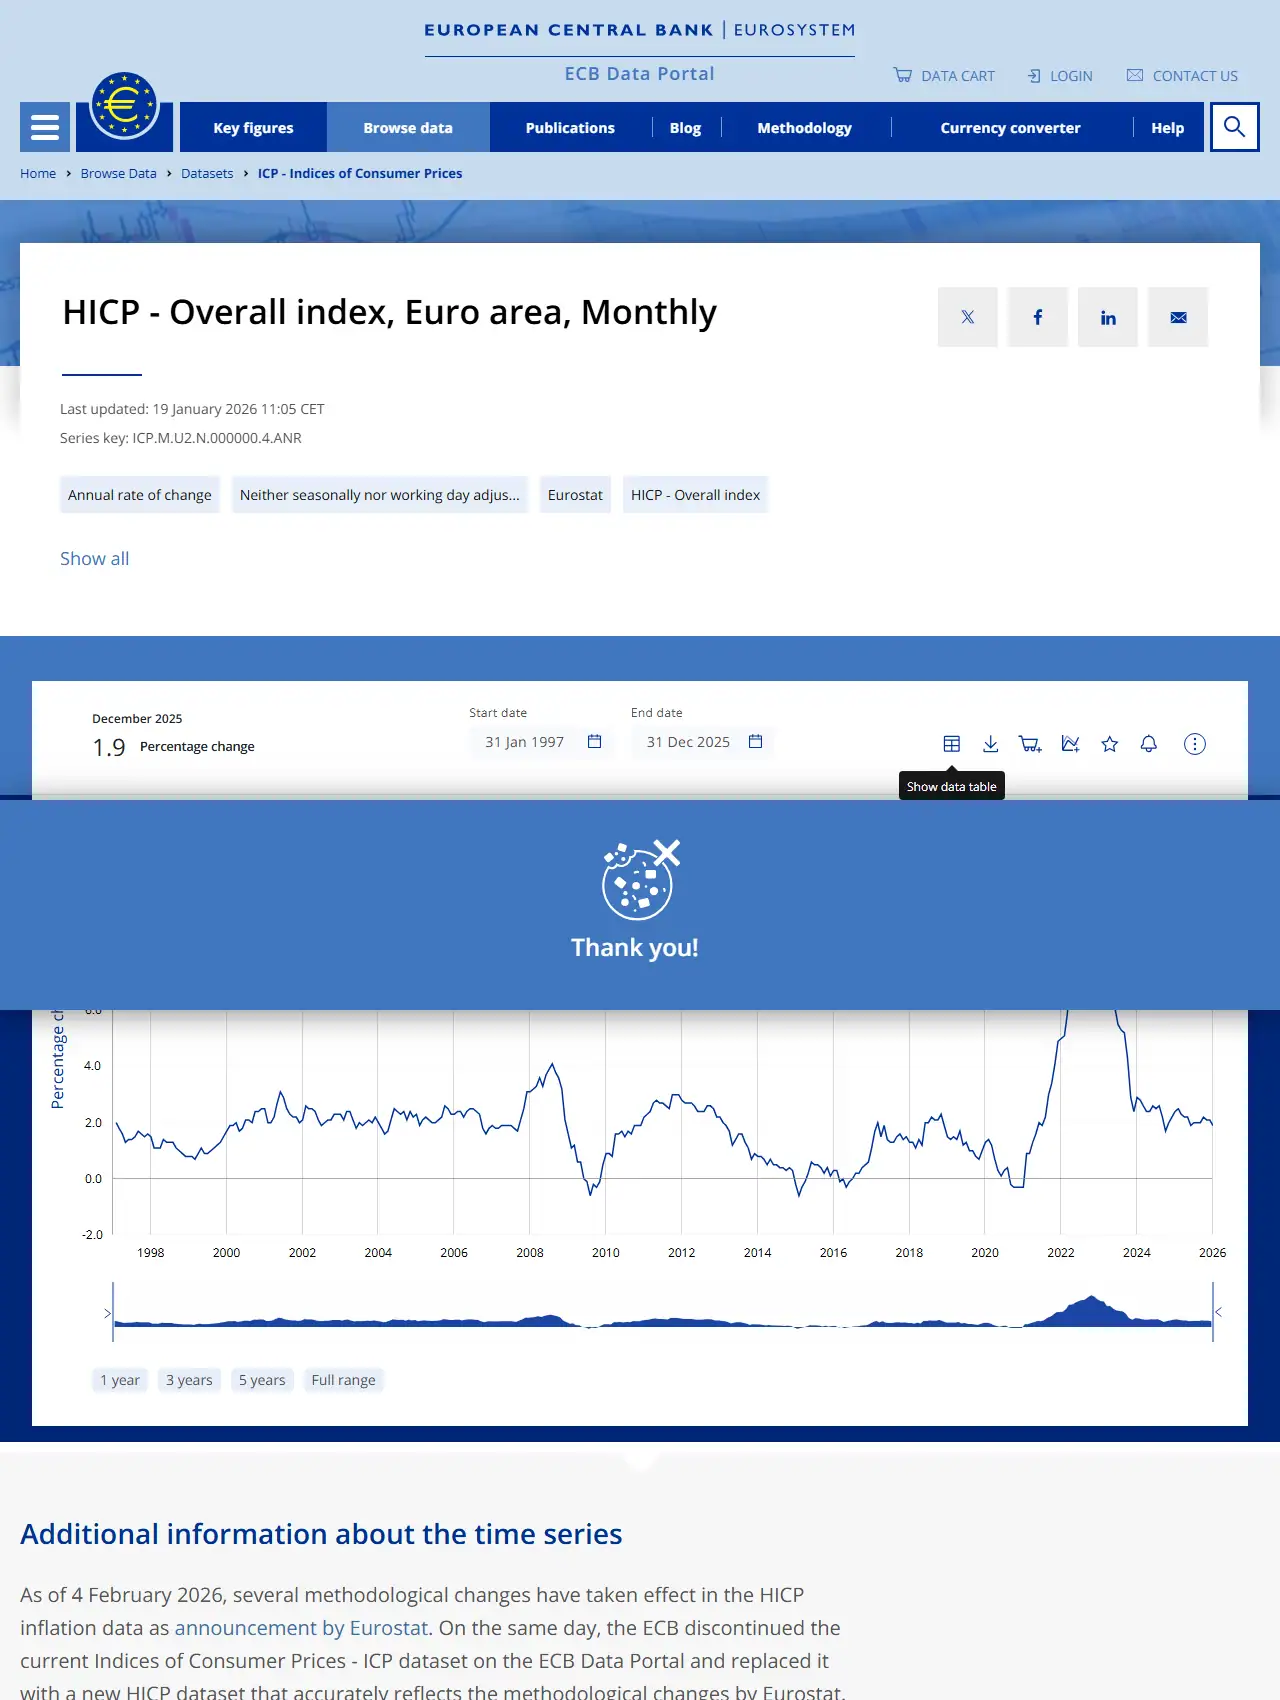 EUROPEAN CENTRAL BANK | EUROSYSTEM
ECB Data Portal
DATA CART LOGIN CONTACT US
Key figures Browse data Publications Blog Methodology Currency converter Help
Home › Browse Data › Datasets › ICP - Indices of Consumer Prices
HICP - Overall index, Euro area, Monthly
Last updated: 19 January 2026 11:05 CET
Series key: ICP.M.U2.N.000000.4.ANR
Annual rate of change Neither seasonally nor working day adjus... Eurostat HICP - Overall index
Show all
December 2025
1.9 Percentage change
Start date End date
31 Jan 1997 31 Dec 2025
Show data table
Thank you!
6.0
Percentage ch
4.0
2.0
0.0
-2.0
1998 2000 2002 2004 2006 2008 2010 2012 2014 2016 2018 2020 2022 2024 2026
1 year 3 years 5 years Full range
Additional information about the time series
As of 4 February 2026, several methodological changes have taken effect in the HICP
inflation data as announcement by Eurostat. On the same day, the ECB discontinued the
current Indices of Consumer Prices - ICP dataset on the ECB Data Portal and replaced it
with a new HICP dataset that accurately reflects the methodological changes by Eurostat.